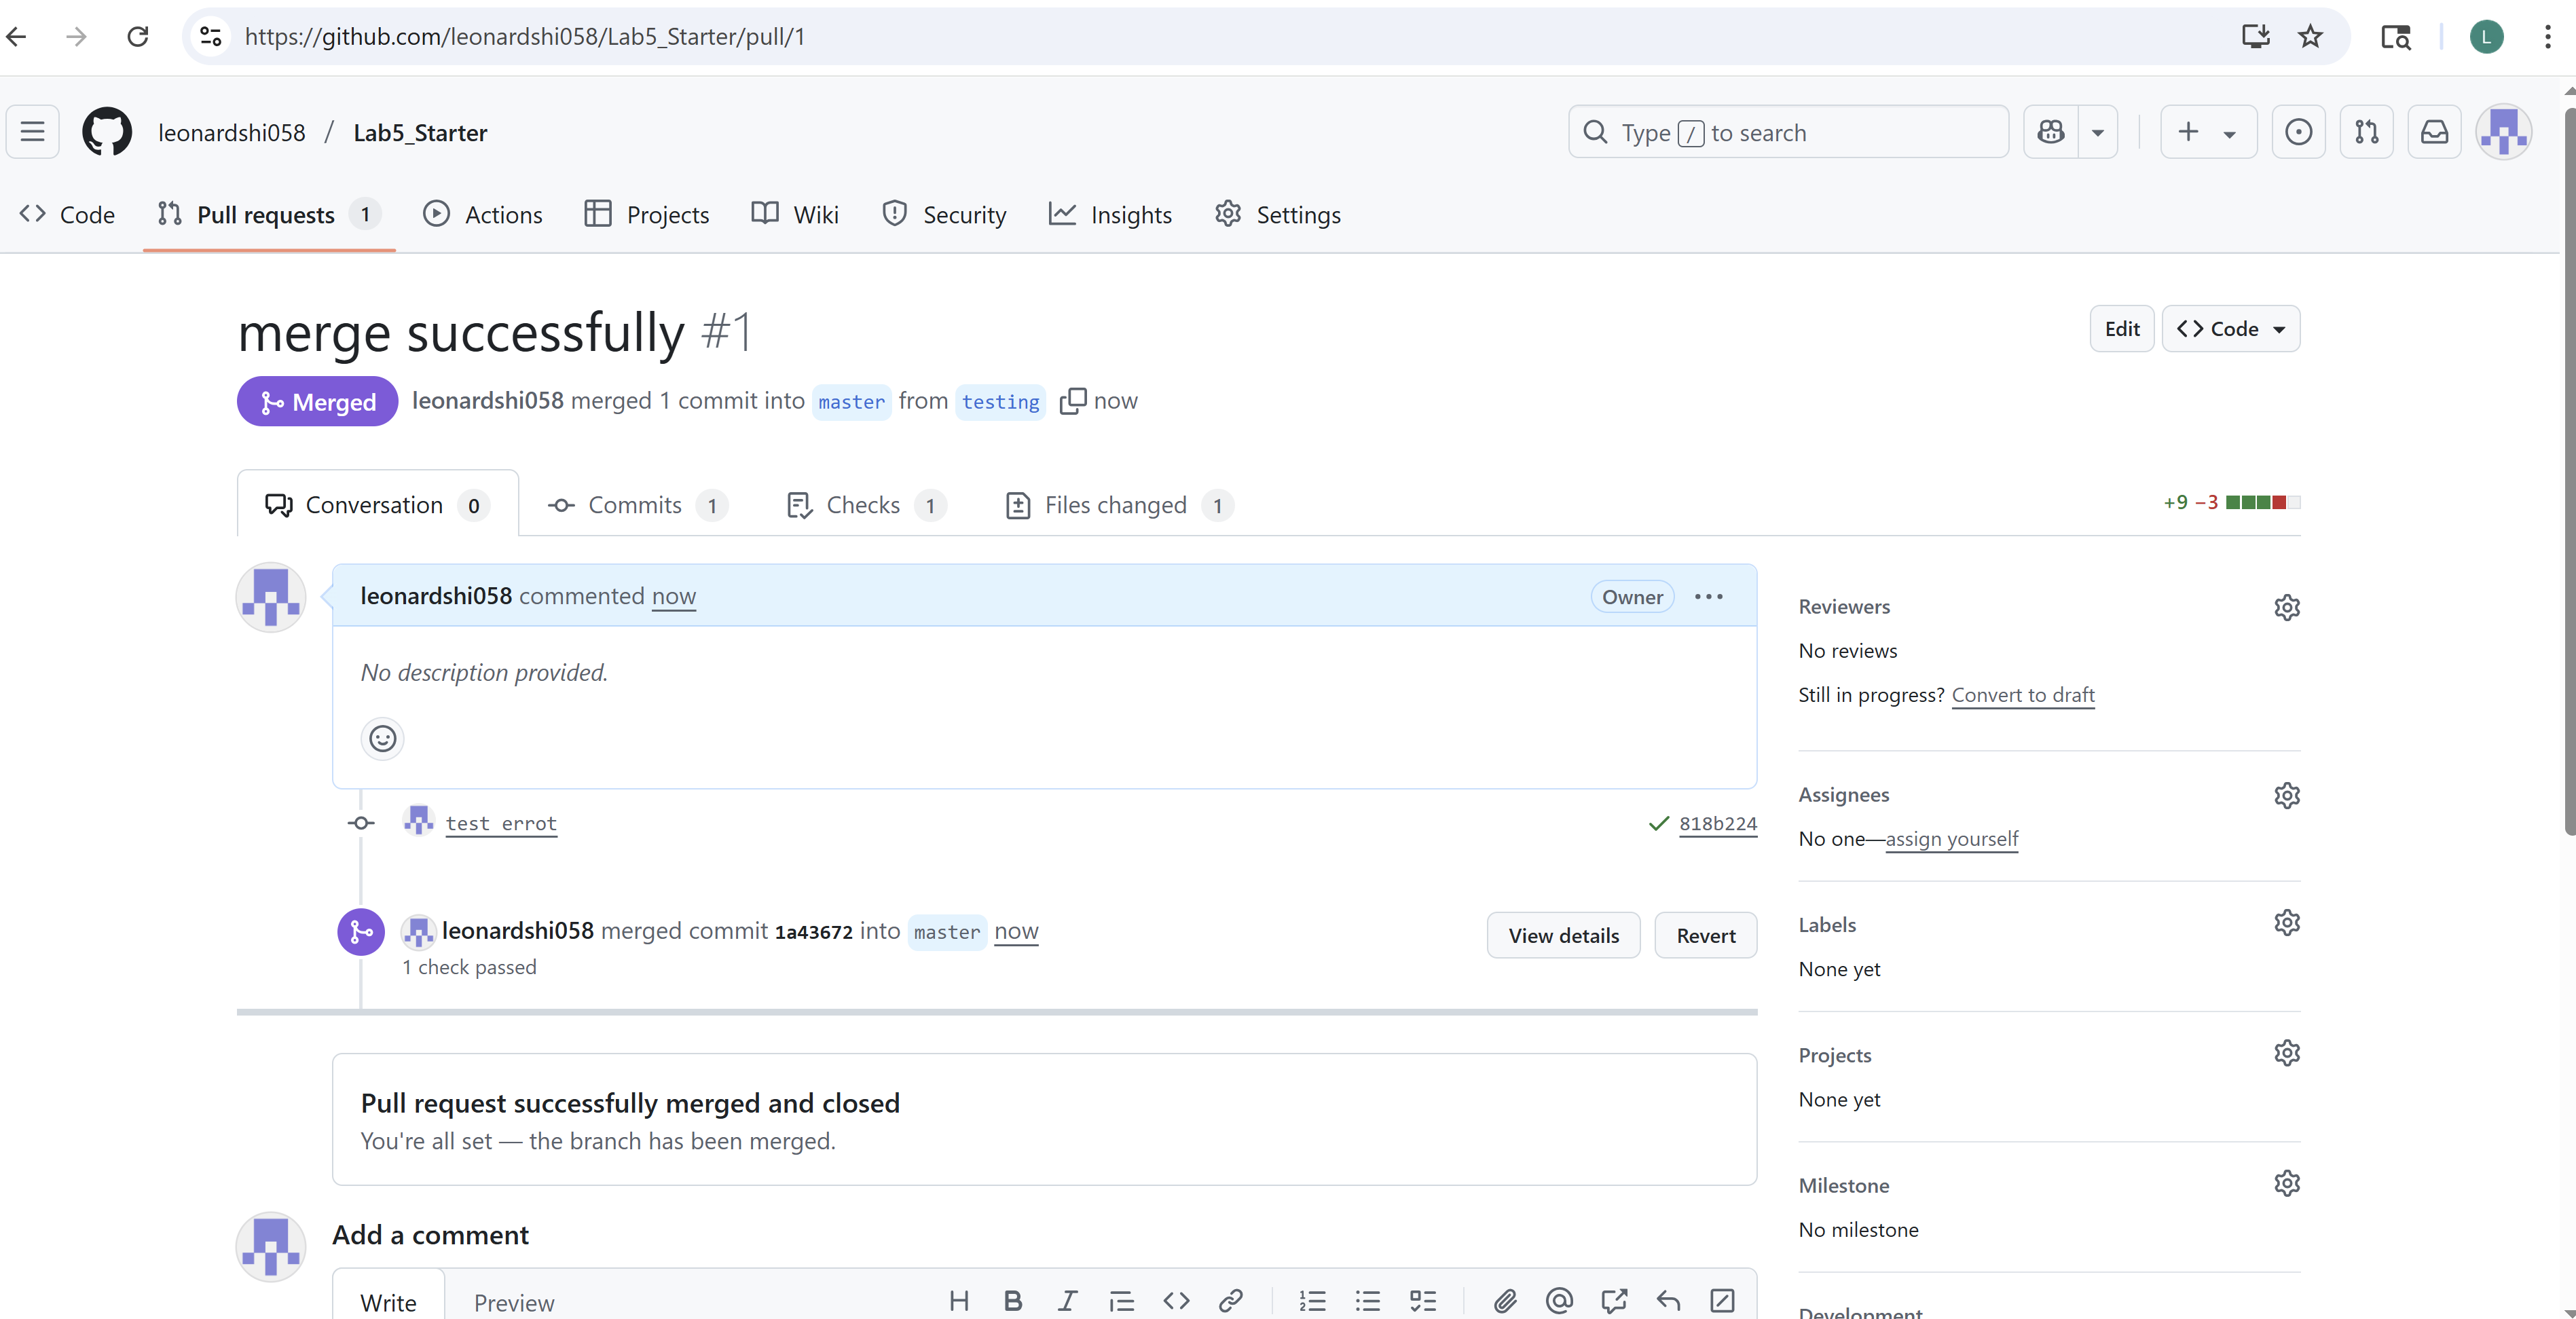 https://github.com/leonardshi058/Lab5_Starter/pull/1
L
leonardshi058 / Lab5_Starter
Type / to search
Code
Pull requests 1
Actions
Projects
Wiki
Security
Insights
Settings
merge successfully #1
Edit
Code
Merged
leonardshi058 merged 1 commit into master from testing now
Conversation 0
Commits 1
Checks 1
Files changed 1
+9 −3
leonardshi058 commented now
Owner
No description provided.
test errot
818b224
leonardshi058 merged commit 1a43672 into master now
1 check passed
View details
Revert
Pull request successfully merged and closed
You're all set — the branch has been merged.
Add a comment
Write
Preview
Reviewers
No reviews
Still in progress? Convert to draft
Assignees
No one—assign yourself
Labels
None yet
Projects
None yet
Milestone
No milestone
Development